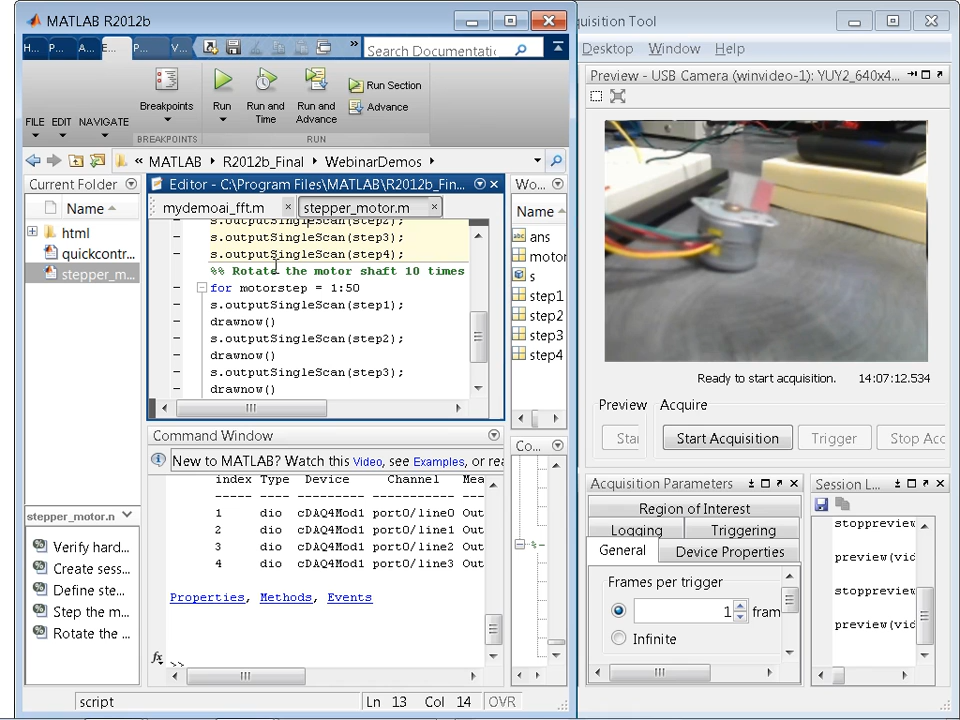 MATLAB R2012b
H... P... A... E... P... V...
Search Documentatic
Breakpoints
Run
Run and Time
Run and Advance
Run Section
Advance
FILE EDIT NAVIGATE
BREAKPOINTS
RUN
« MATLAB R2012b_Final WebinarDemos
Current Folder
Name
html
quickcontr...
stepper_m...
Editor - C:\Program Files\MATLAB\R2012b_Fin...
mydemoai_fft.m
stepper_motor.m
s.outputSingleScan(step2);
s.outputSingleScan(step3);
s.outputSingleScan(step4);
%% Rotate the motor shaft 10 times
for motorstep = 1:50
s.outputSingleScan(step1);
drawnow()
s.outputSingleScan(step2);
drawnow()
s.outputSingleScan(step3);
drawnow()
Wo...
Name
ans
motor
s
step1
step2
step3
step4
Command Window
New to MATLAB? Watch this Video, see Examples, or rea
index Type Device Channel Mea
----- ---- -------- ----------- ---
1 dio cDAQ4Mod1 port0/line0 Out
2 dio cDAQ4Mod1 port0/line1 Out
3 dio cDAQ4Mod1 port0/line2 Out
4 dio cDAQ4Mod1 port0/line3 Out
Properties, Methods, Events
fx >>
Co...
stepper_motor.n
Verify hard...
Create sess...
Define ste...
Step the m...
Rotate the ...
script
Ln 13 Col 14 OVR
quisition Tool
Desktop Window Help
Preview - USB Camera (winvideo-1): YUY2_640x4...
Ready to start acquisition. 14:07:12.534
Preview
Acquire
Sta
Start Acquisition
Trigger
Stop Acc
Acquisition Parameters
Region of Interest
Logging
Triggering
General
Device Properties
Frames per trigger
1 fram
Infinite
Session L...
stoppreview
preview(vid
stoppreview
preview(vid